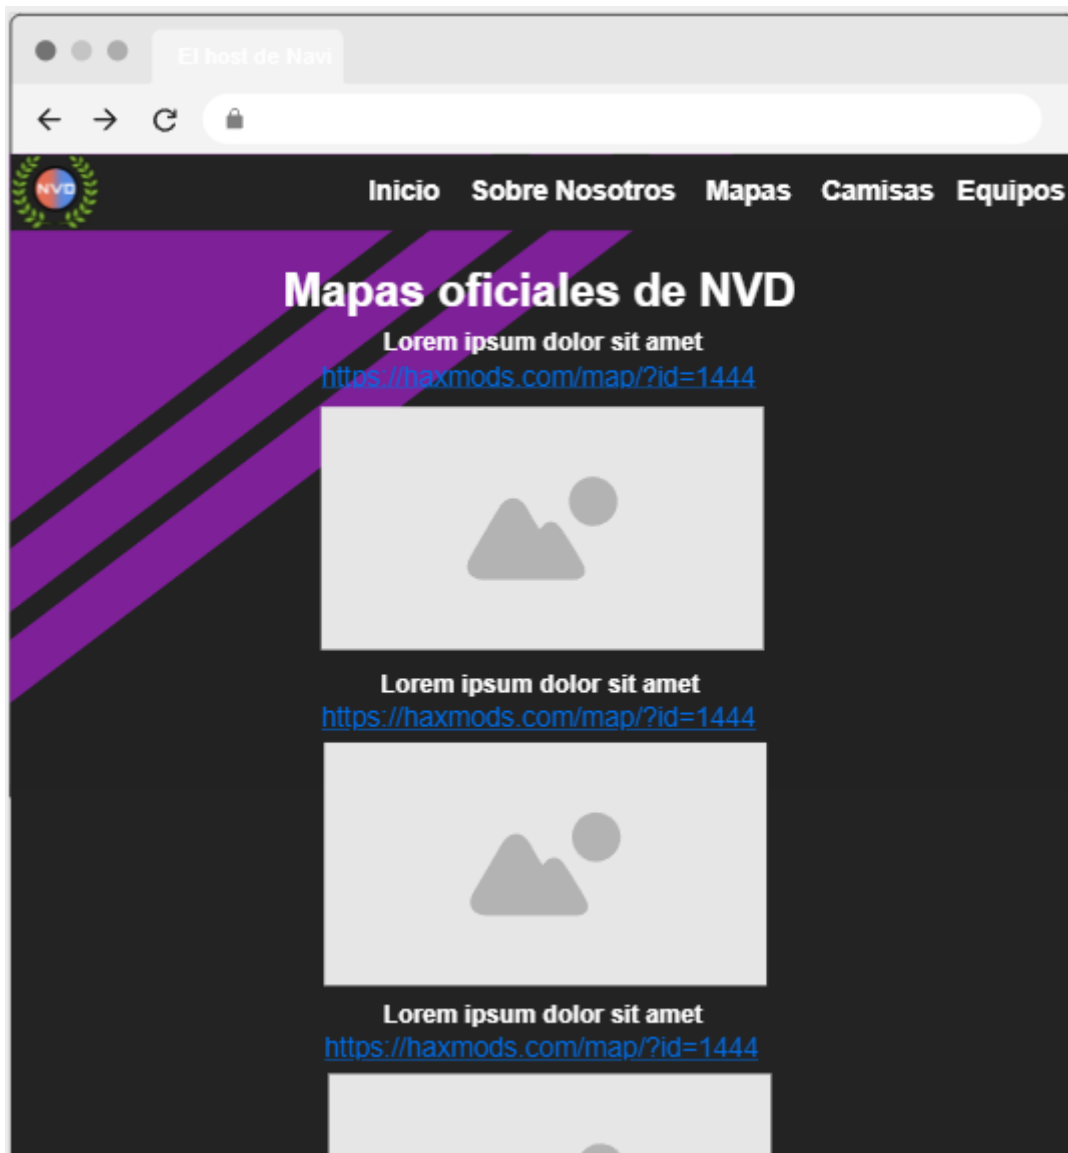 El host de Navi
NVD
Inicio Sobre Nosotros Mapas Camisas Equipos
Mapas oficiales de NVD
Lorem ipsum dolor sit amet
https://haxmods.com/map/?id=1444
Lorem ipsum dolor sit amet
https://haxmods.com/map/?id=1444
Lorem ipsum dolor sit amet
https://haxmods.com/map/?id=1444